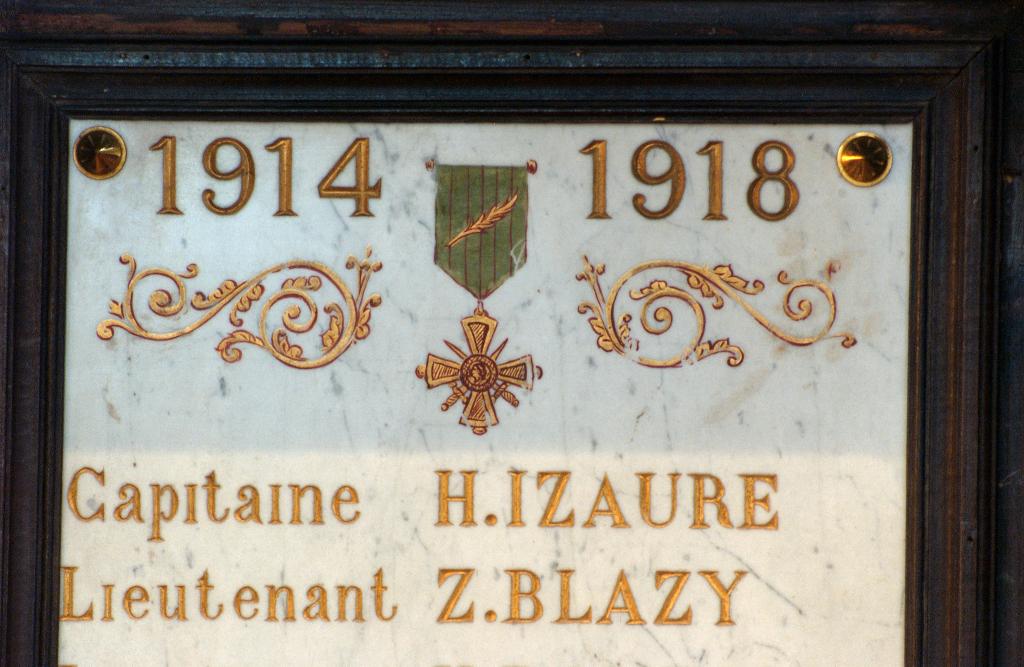 1914 1918
Capitaine H. IZAURE
Lieutenant Z. BLAZY